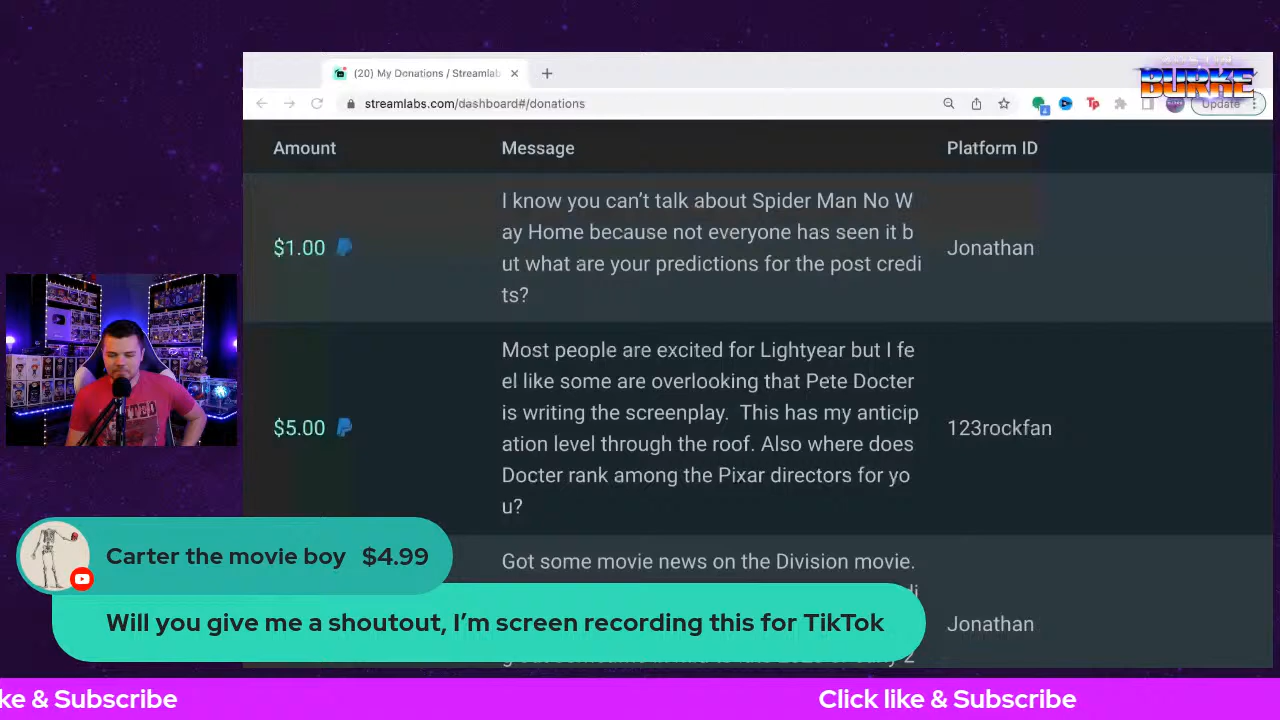 (20) My Donations / Streamlab
BURKE
streamlabs.com/dashboard#/donations
Update
Amount Message Platform ID
I know you can't talk about Spider Man No W
ay Home because not everyone has seen it b
$1.00 Jonathan
ut what are your predictions for the post credi
ts?
Most people are excited for Lightyear but I fe
el like some are overlooking that Pete Docter
is writing the screenplay. This has my anticip
$5.00 123rockfan
ation level through the roof. Also where does
Docter rank among the Pixar directors for yo
u?
Carter the movie boy $4.99
Got some movie news on the Division movie.
Will you give me a shoutout, I'm screen recording this for TikTok
Jonathan
ke & Subscribe
Click like & Subscribe